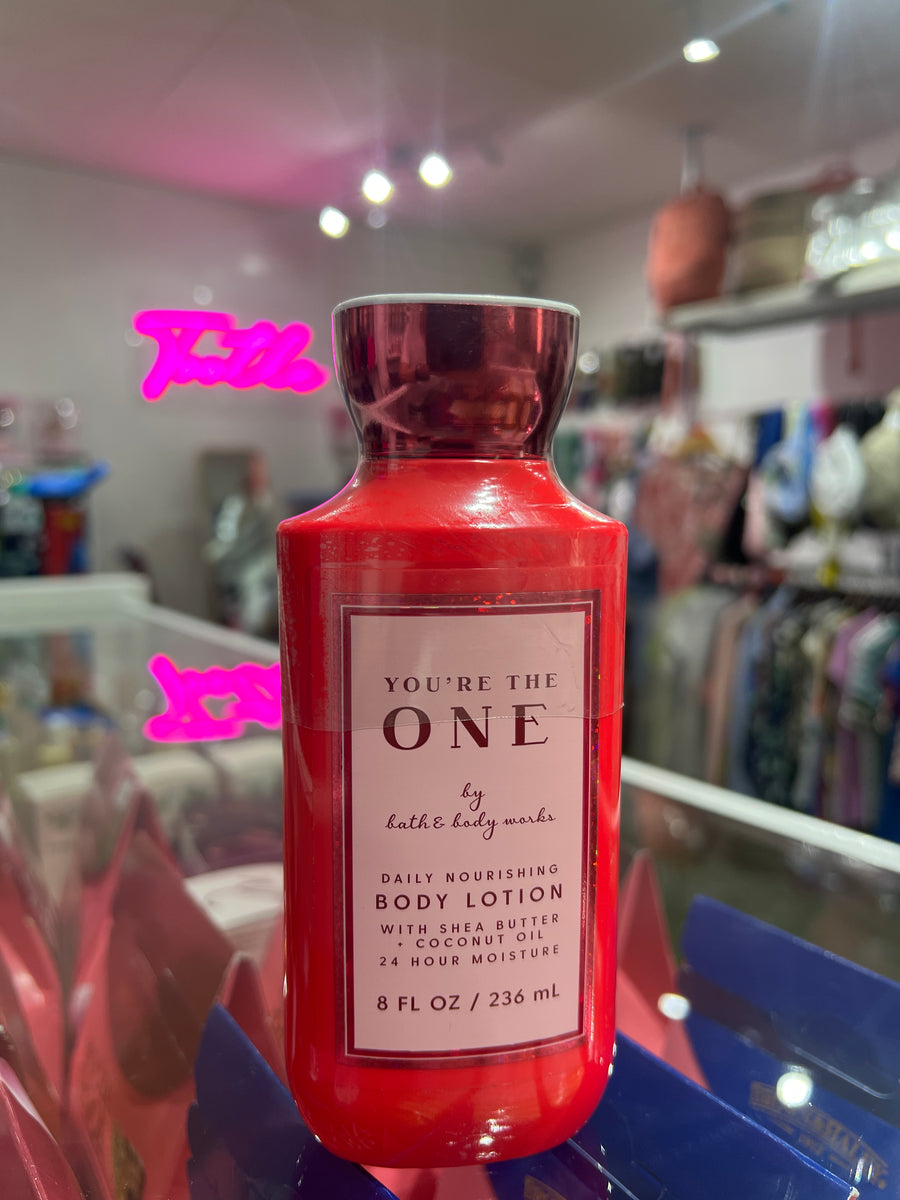 YOU'RE THE
ONE
by
bath & body works
DAILY NOURISHING
BODY LOTION
WITH SHEA BUTTER
+ COCONUT OIL
24 HOUR MOISTURE
8 FL OZ / 236 mL